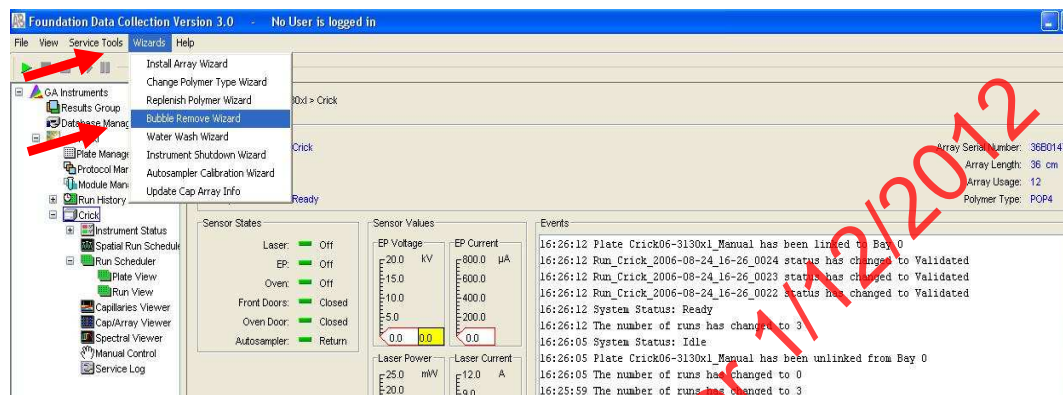 Foundation Data Collection Version 3.0 - No User is logged in
File View Service Tools Wizards Help
Install Array Wizard
Change Polymer Type Wizard
Replenish Polymer Wizard
Bubble Remove Wizard
Water Wash Wizard
Instrument Shutdown Wizard
Autosampler Calibration Wizard
Update Cap Array Info
GA Instruments
Results Group
Database Manag
Plate Manage
Protocol Mar
Module Mana
Run History
Crick
Instrument Status
Spatial Run Schedule
Run Scheduler
Plate View
Run View
Capillaries Viewer
Cap/Array Viewer
Spectral Viewer
Manual Control
Service Log
> Crick
Crick
Ready
Array Serial Number: 36B014
Array Length: 36 cm
Array Usage: 12
Polymer Type: POP4
Sensor States
Laser: Off
EP: Off
Oven: Off
Front Doors: Closed
Oven Door: Closed
Autosampler: Return
Sensor Values
EP Voltage
20.0 kV
15.0
10.0
5.0
0.0 0.0
EP Current
800.0 µA
600.0
400.0
200.0
0.0
Laser Power
25.0 mW
20.0
Laser Current
12.0 A
9.0
Events
16:26:12 Plate Crick06-3130xl_Manual has been linked to Bay 0
16:26:12 Run_Crick_2006-08-24_16-26_0024 status has changed to Validated
16:26:12 Run_Crick_2006-08-24_16-26_0023 status has changed to Validated
16:26:12 Run_Crick_2006-08-24_16-26_0022 status has changed to Validated
16:26:12 System Status: Ready
16:26:12 The number of runs has changed to 3
16:26:05 System Status: Idle
16:26:05 Plate Crick06-3130xl_Manual has been unlinked from Bay 0
16:26:05 The number of runs has changed to 0
16:25:59 The number of runs has changed to 3
1/12/2012